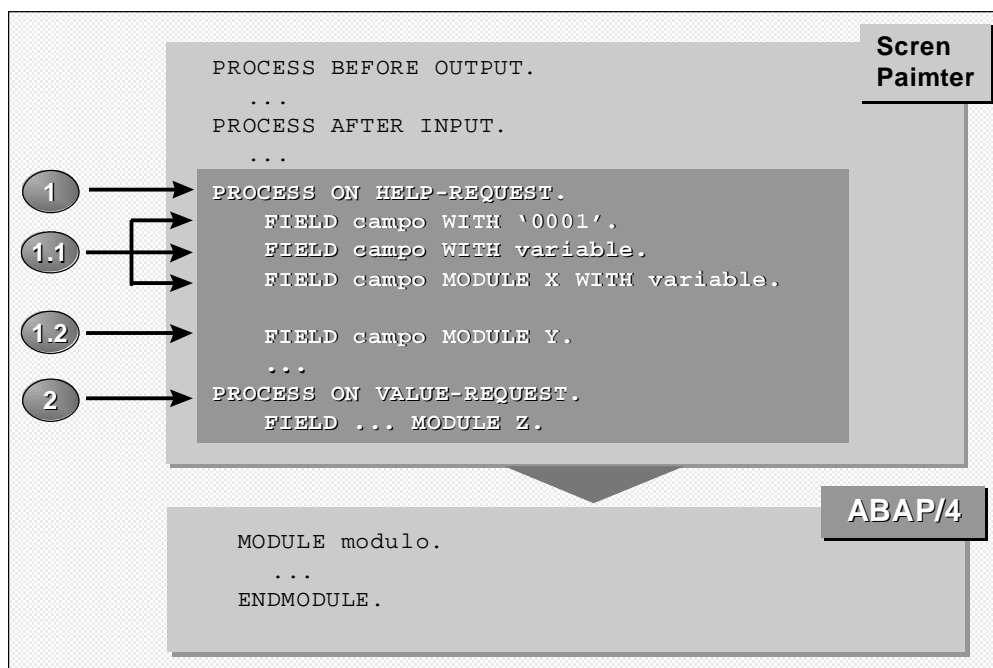 Scren
Paimter
PROCESS BEFORE OUTPUT.
...
PROCESS AFTER INPUT.
...
1
PROCESS ON HELP-REQUEST.
FIELD campo WITH ‘0001’.
1.1
FIELD campo WITH variable.
FIELD campo MODULE X WITH variable.
1.2
FIELD campo MODULE Y.
...
2
PROCESS ON VALUE-REQUEST.
FIELD ... MODULE Z.
ABAP/4
MODULE modulo.
...
ENDMODULE.